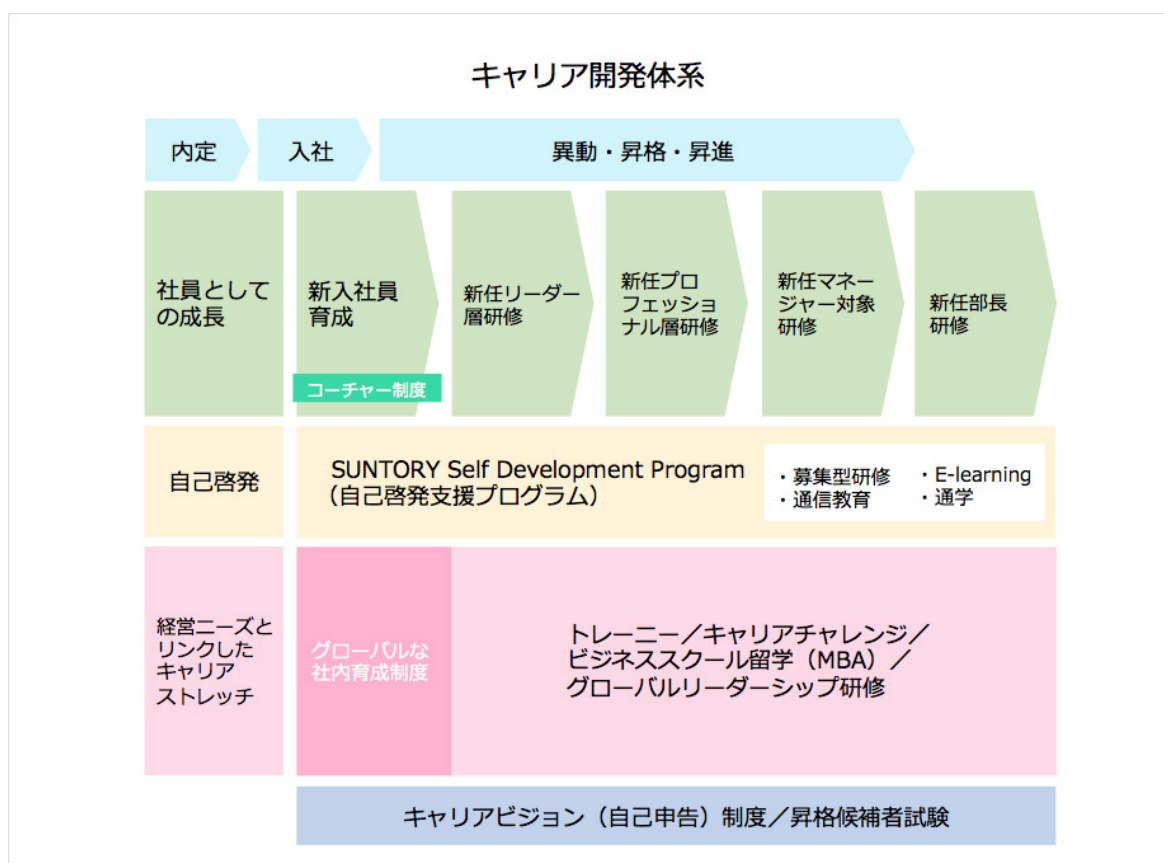 キャリア開発体系
内定
入社
異動・昇格・昇進
社員として
の成長
新入社員
育成
コーチャー制度
新任リーダー
層研修
新任プロ
フェッショ
ナル層研修
新任マネー
ジャー対象
研修
新任部長
研修
自己啓発
SUNTORY Self Development Program
（自己啓発支援プログラム）
・募集型研修
・通信教育
・E-learning
・通学
経営ニーズと
リンクした
キャリア
ストレッチ
グローバルな
社内育成制度
トレーニー／キャリアチャレンジ／
ビジネススクール留学（MBA）／
グローバルリーダーシップ研修
キャリアビジョン（自己申告）制度／昇格候補者試験